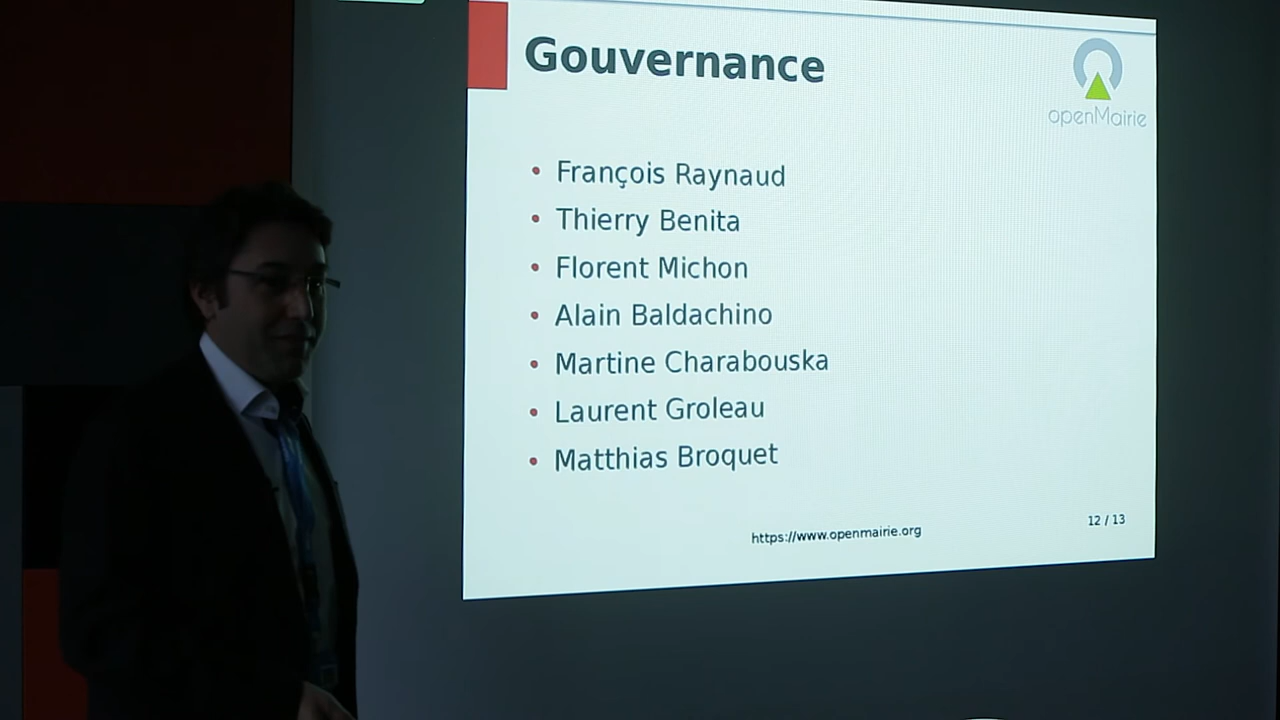 Gouvernance
openMairie
• François Raynaud
• Thierry Benita
• Florent Michon
• Alain Baldachino
• Martine Charabouska
• Laurent Groleau
• Matthias Broquet
https://www.openmairie.org
12 / 13